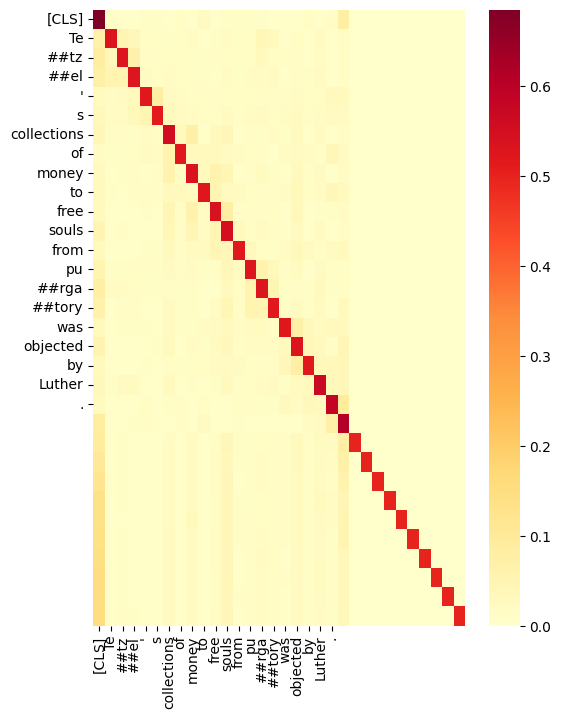 [CLS]
Te
##tz
##el
'
s
collections
of
money
to
free
souls
from
pu
##rga
##tory
was
objected
by
Luther
.
[CLS]
Te
##tz
##el
'
s
collections
of
money
to
free
souls
from
pu
##rga
##tory
was
objected
by
Luther
.
0.6
0.5
0.4
0.3
0.2
0.1
0.0